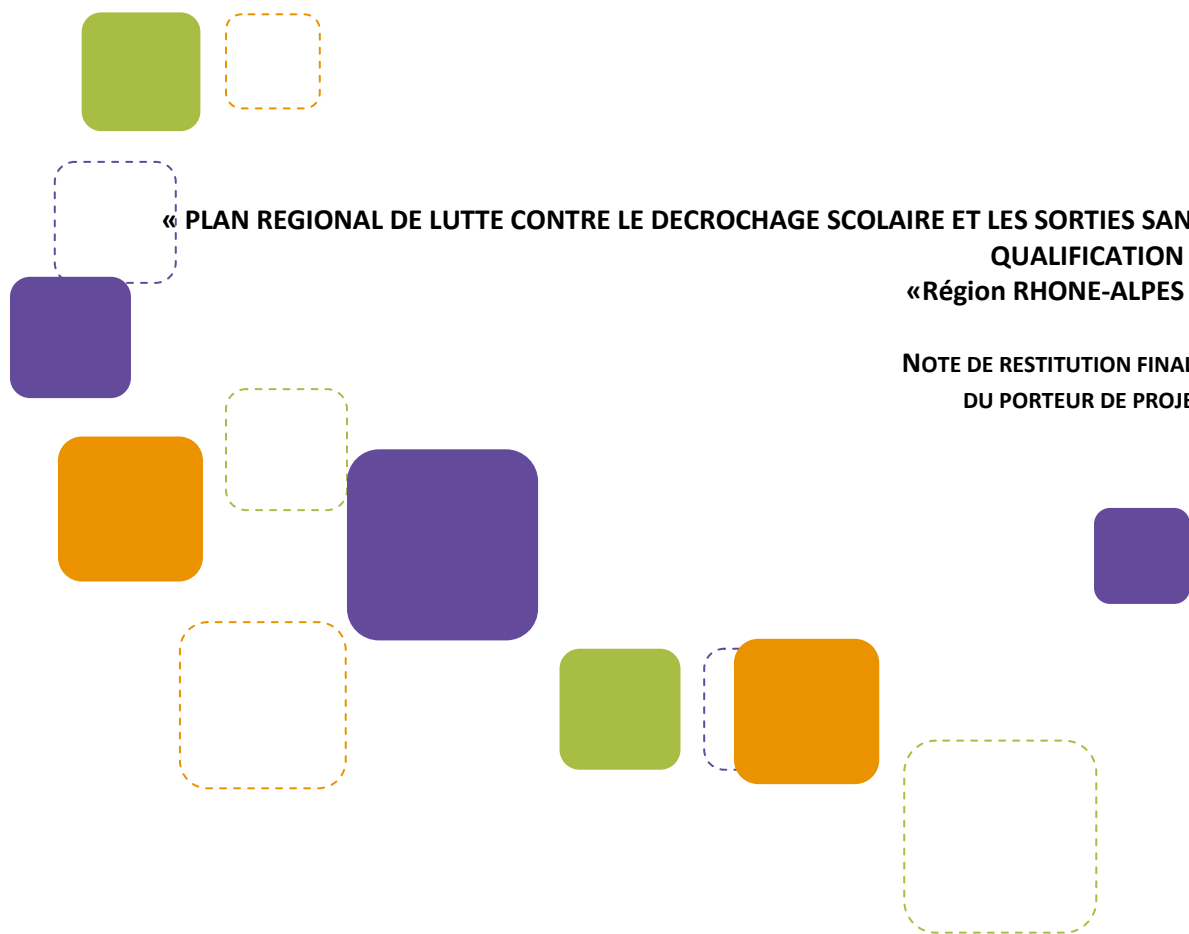 « PLAN REGIONAL DE LUTTE CONTRE LE DECROCHAGE SCOLAIRE ET LES SORTIES SAN
QUALIFICATION
«Région RHONE-ALPES
NOTE DE RESTITUTION FINAL
DU PORTEUR DE PROJE